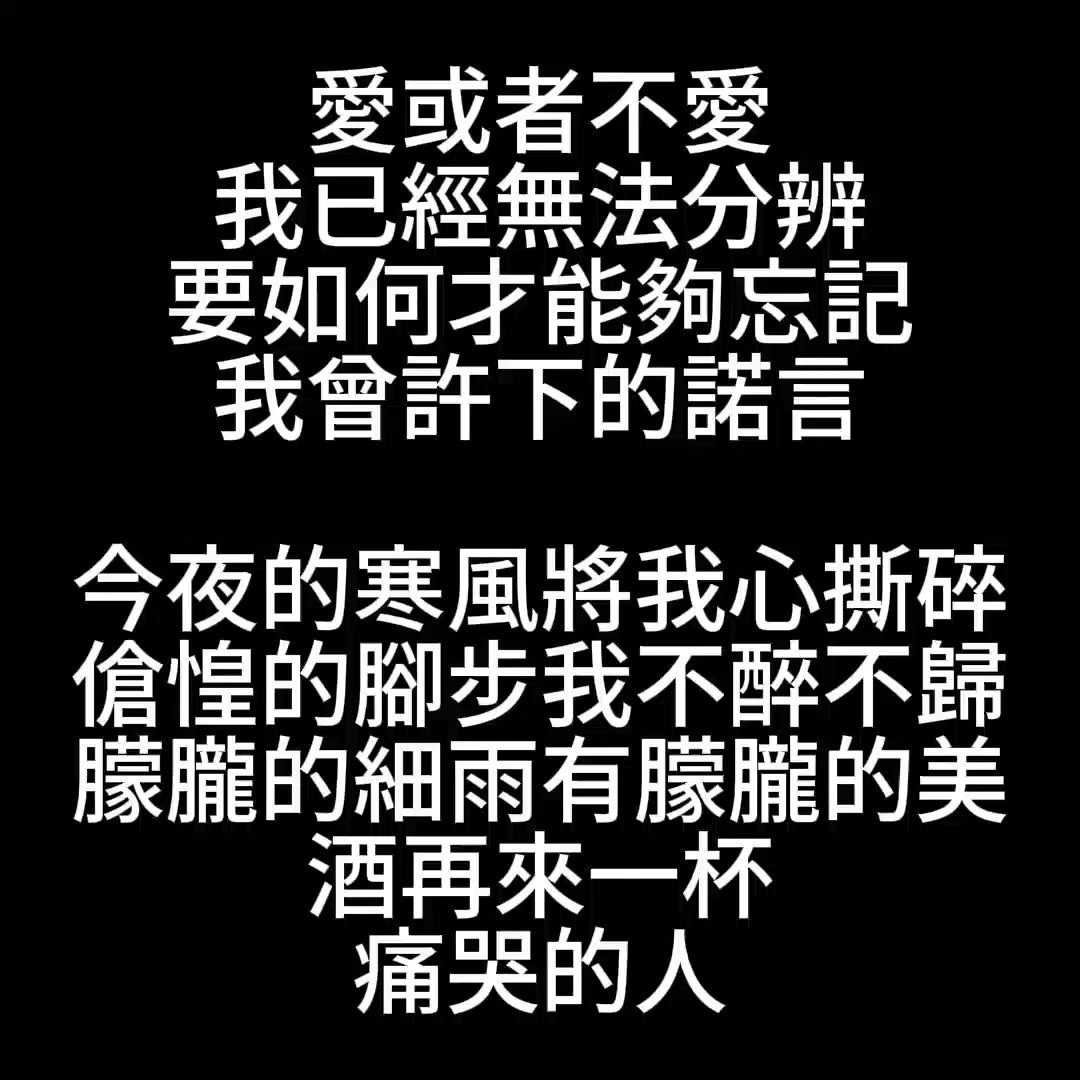 愛或者不愛
我已經無法分辨
要如何才能夠忘記
我曾許下的諾言
今夜的寒風將我心撕碎
傖惶的腳步我不醉不歸
朦朧的細雨有朦朧的美
酒再來一杯
痛哭的人